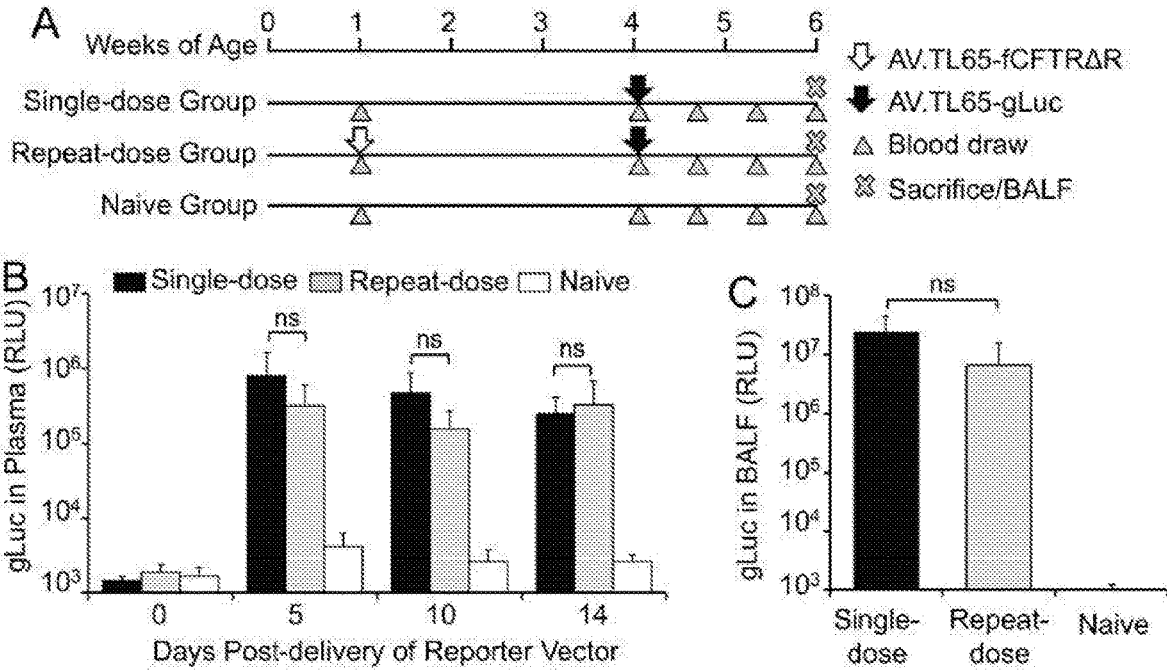 A
0 1 2 3 4 6
Weeks of Age
Single-dose Group
Repeat-dose Group
Naive Group
AV.TL65-fCFTRΔR
AV.TL65-gLuc
Blood draw
Sacrifice/BALF
B
Single-dose Repeat-dose Naive
gLuc in Plasma (RLU)
10⁷
10⁶
10⁵
10⁴
10³
ns
ns
ns
0 5 10 14
Days Post-delivery of Reporter Vector
C
gLuc in BALF (RLU)
10⁸
10⁷
10⁶
10⁵
10⁴
10³
ns
Single-dose
Repeat-dose
Naive